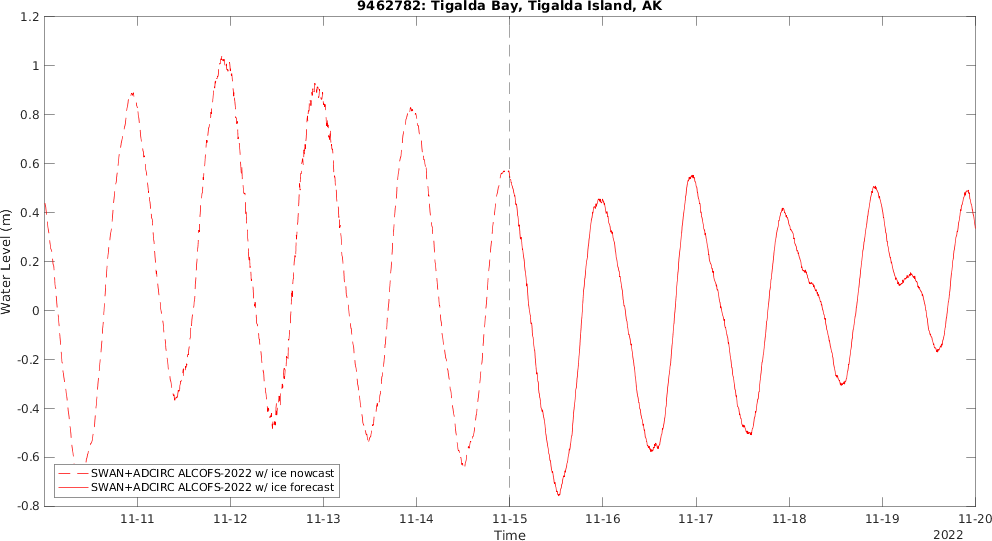 9462782: Tigalda Bay, Tigalda Island, AK
1.2
1
0.8
0.6
0.4
0.2
0
-0.2
-0.4
-0.6
-0.8
Water Level (m)
SWAN+ADCIRC ALCOFS-2022 w/ ice nowcast
SWAN+ADCIRC ALCOFS-2022 w/ ice forecast
11-11 11-12 11-13 11-14 11-15 11-16 11-17 11-18 11-19 11-20
Time
2022